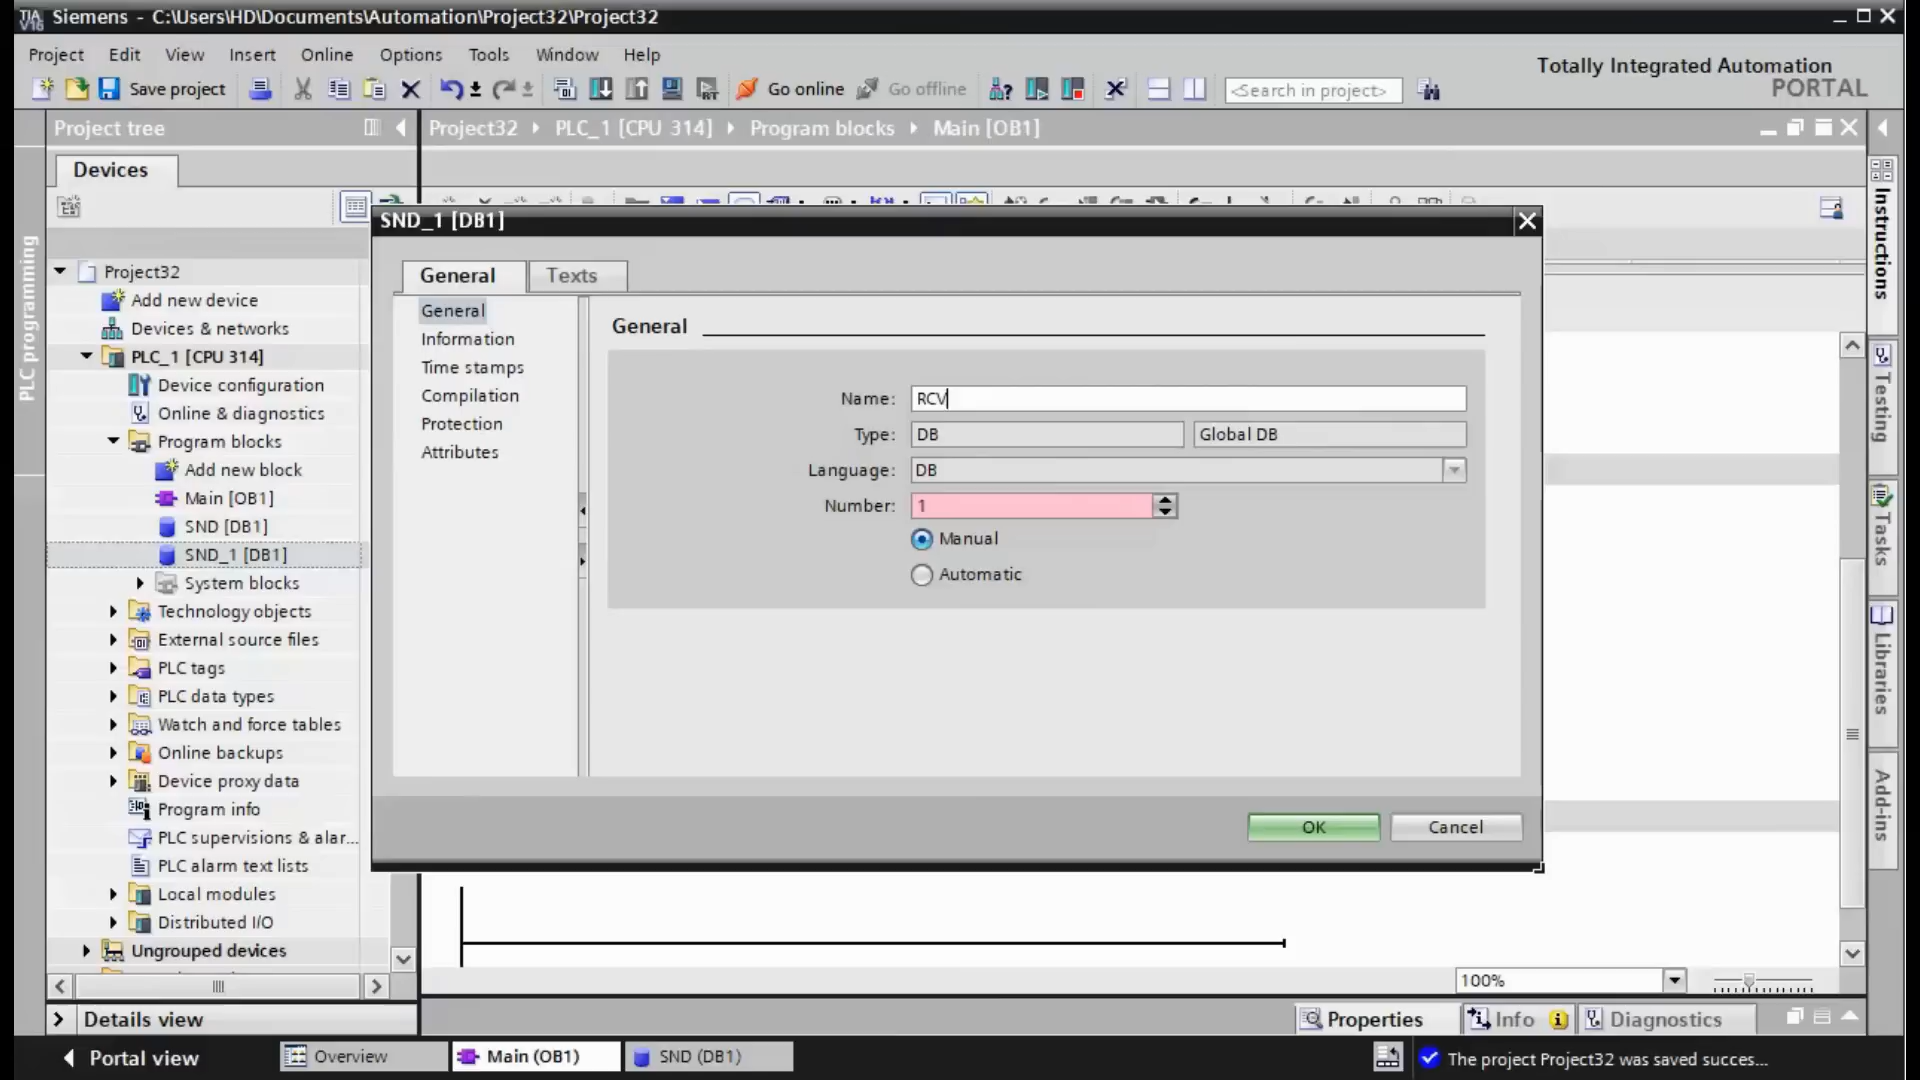 TIA V16 Siemens - C:\Users\HD\Documents\Automation\Project32\Project32
Project Edit View Insert Online Options Tools Window Help
Totally Integrated Automation
PORTAL
Save project Go online Go offline <Search in project>
Project tree
Project32 PLC_1 [CPU 314] Program blocks Main [OB1]
Devices
PLC programming
Project32
Add new device
Devices & networks
PLC_1 [CPU 314]
Device configuration
Online & diagnostics
Program blocks
Add new block
Main [OB1]
SND [DB1]
SND_1 [DB1]
System blocks
Technology objects
External source files
PLC tags
PLC data types
Watch and force tables
Online backups
Device proxy data
Program info
PLC supervisions & alar...
PLC alarm text lists
Local modules
Distributed I/O
Ungrouped devices
Details view
SND_1 [DB1]
General Texts
General
Information
Time stamps
Compilation
Protection
Attributes
General
Name: RCV
Type: DB Global DB
Language: DB
Number: 1
Manual
Automatic
OK Cancel
Instructions
Testing
Tasks
Libraries
Add-ins
100%
Properties Info Diagnostics
Portal view Overview Main (OB1) SND (DB1) The project Project32 was saved succes...